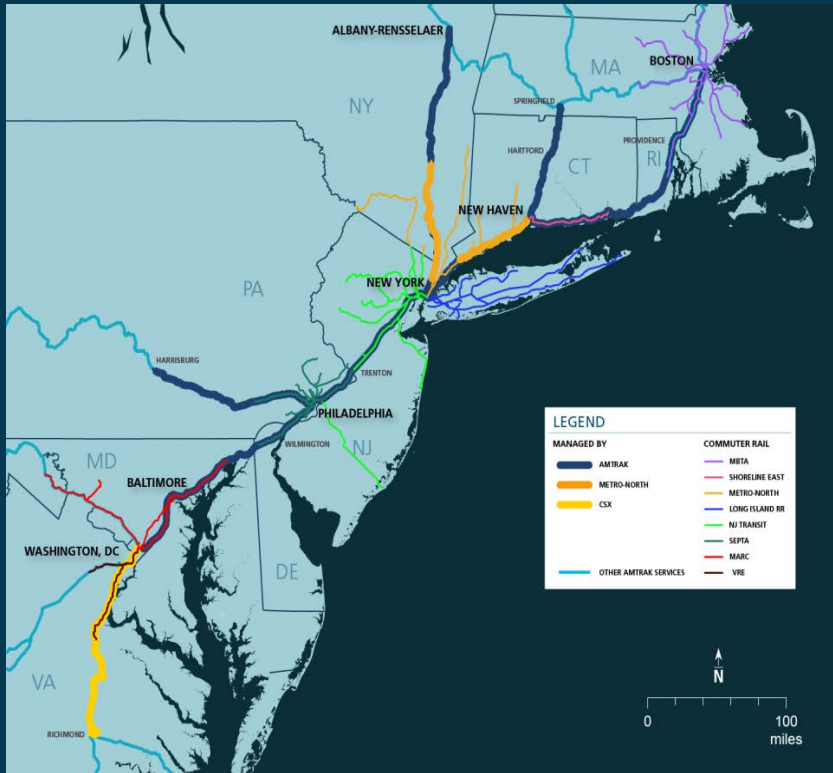 ALBANY-RENSSELAER
BOSTON
MA
NY
SPRINGFIELD
PROVIDENCE
HARTFORD
CT
RI
NEW HAVEN
NEW YORK
PA
HARRISBURG
TRENTON
PHILADELPHIA
WILMINGTON
NJ
MD
BALTIMORE
WASHINGTON, DC
DE
VA
RICHMOND
LEGEND
MANAGED BY
AMTRAK
METRO-NORTH
CSX
OTHER AMTRAK SERVICES
COMMUTER RAIL
MBTA
SHORELINE EAST
METRO-NORTH
LONG ISLAND RR
NJ TRANSIT
SEPTA
MARC
VRE
N
0 100
miles